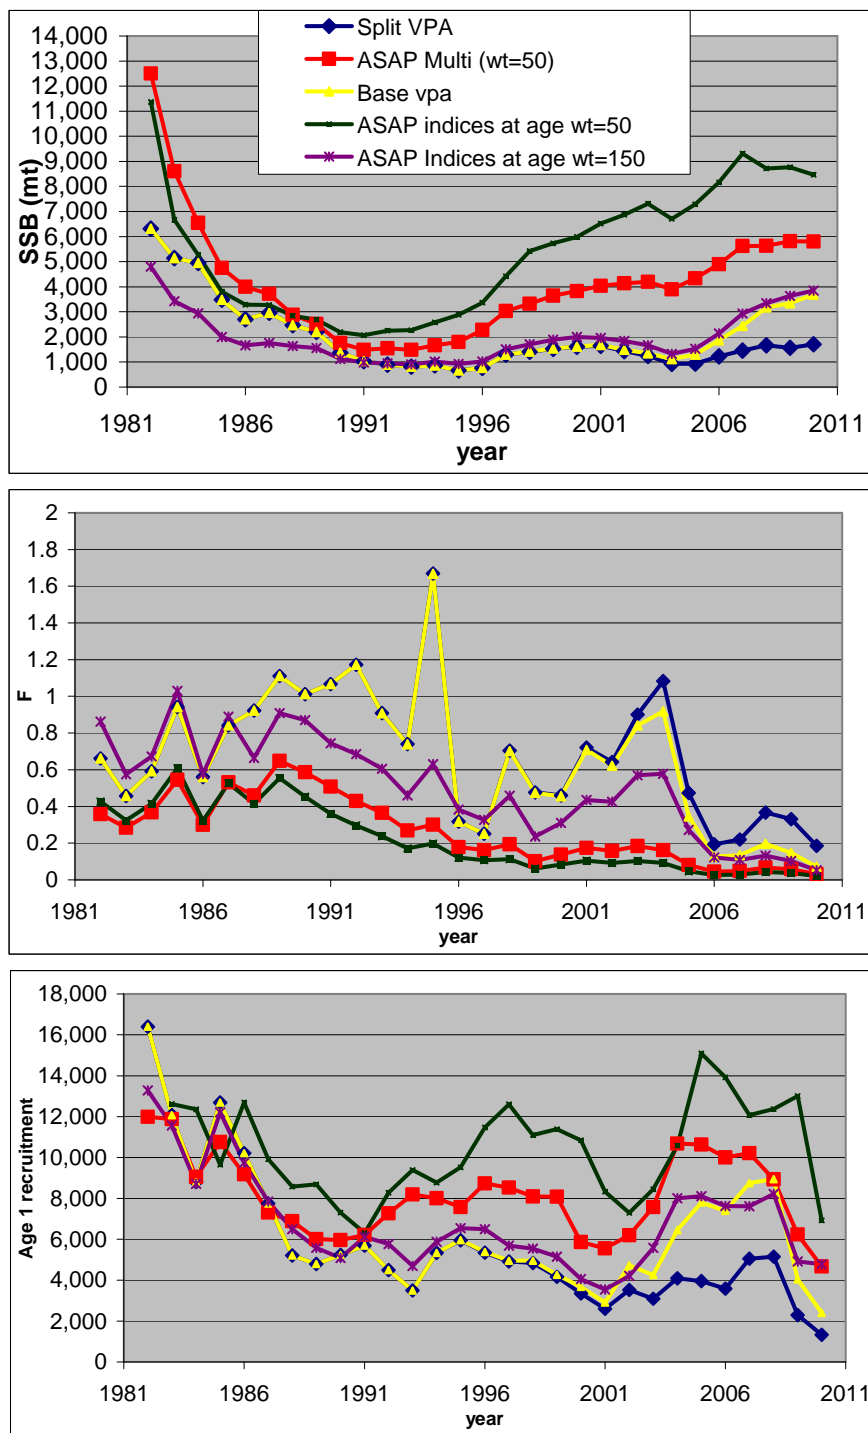 Split VPA
ASAP Multi (wt=50)
Base vpa
ASAP indices at age wt=50
ASAP Indices at age wt=150
14,000
13,000
12,000
11,000
10,000
9,000
8,000
7,000
6,000
5,000
4,000
3,000
2,000
1,000
0
SSB (mt)
1981 1986 1991 1996 2001 2006 2011
year
2
1.8
1.6
1.4
1.2
1
0.8
0.6
0.4
0.2
0
F
1981 1986 1991 1996 2001 2006 2011
year
18,000
16,000
14,000
12,000
10,000
8,000
6,000
4,000
2,000
0
Age 1 recruitment
1981 1986 1991 1996 2001 2006 2011
year